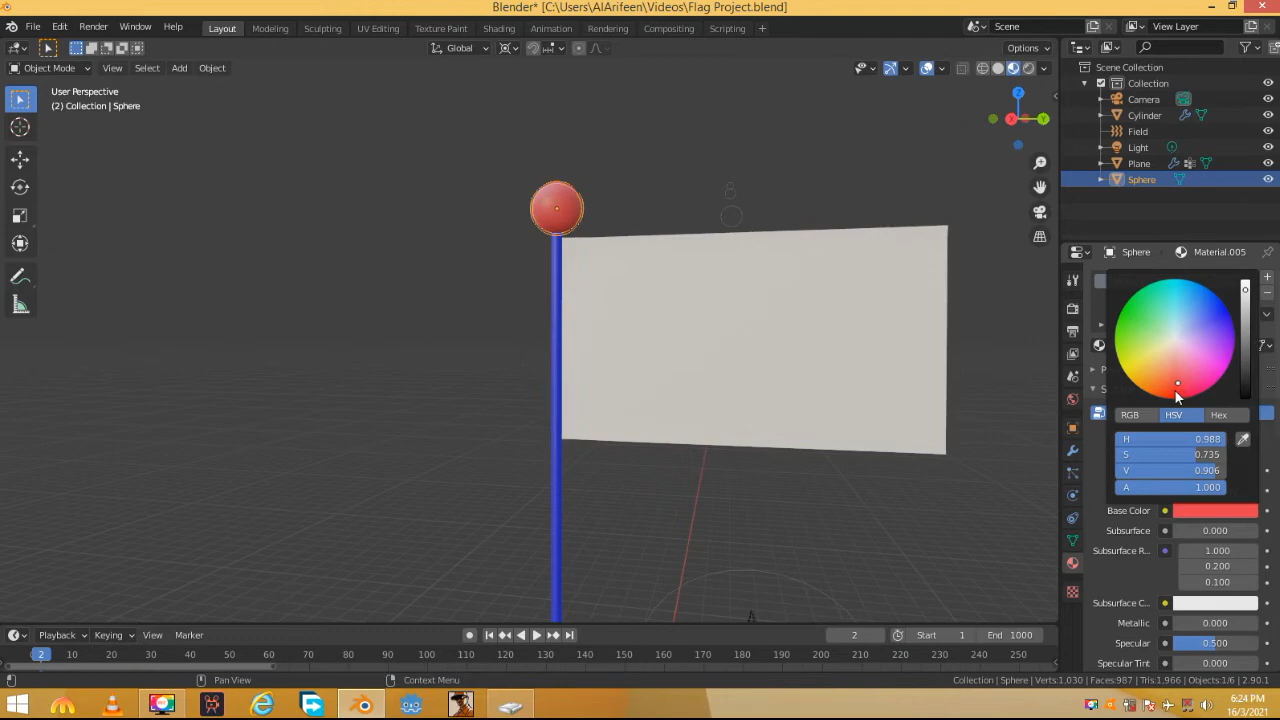 Blender* [C:\Users\AlArifeen\Videos\Flag Project.blend]
File Edit Render Window Help Layout Modeling Sculpting UV Editing Texture Paint Shading Animation Rendering Compositing Scripting + Scene View Layer
Global Options
Object Mode View Select Add Object
User Perspective
(2) Collection | Sphere
Z
X
Y
Scene Collection
Collection
Camera
Cylinder
Field
Light
Plane
Sphere
Sphere Material.005
RGB HSV Hex
H 0.988
S 0.735
V 0.906
A 1.000
Base Color
Subsurface 0.000
Subsurface R... 1.000
0.200
0.100
Subsurface C...
Metallic 0.000
Specular 0.500
Specular Tint 0.000
Playback Keying View Marker 2 Start 1 End 1000
2 10 20 30 40 50 60 70 80 90 100 110 120 130 140 150 160 170 180 190 200 210 220 230 240 250
Pan View Context Menu Collection | Sphere | Verts:1,030 | Faces:987 | Tris:1,966 | Objects:1/6 | 2.90.1
6:24 PM
16/3/2021